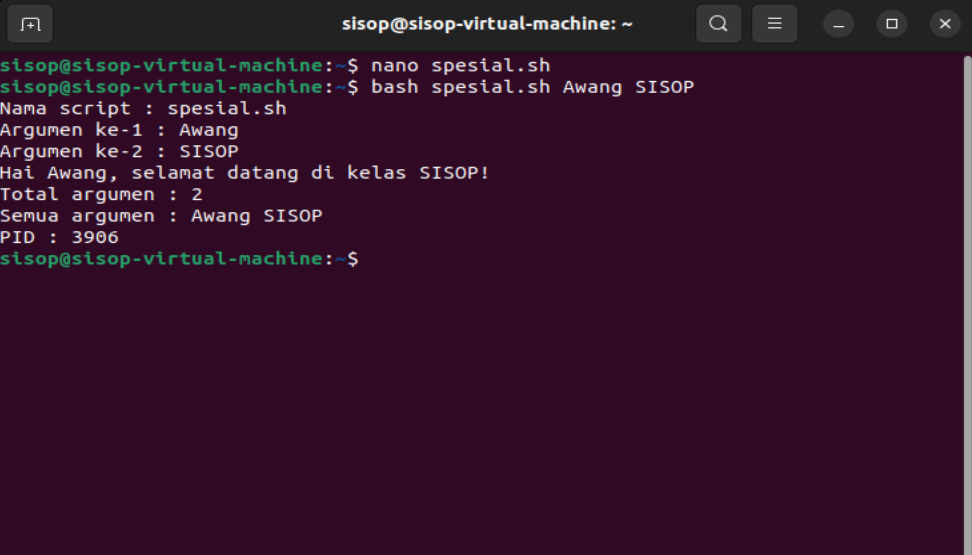 sisop@sisop-virtual-machine: ~
sisop@sisop-virtual-machine:~$ nano spesial.sh
sisop@sisop-virtual-machine:~$ bash spesial.sh Awang SISOP
Nama script : spesial.sh
Argumen ke-1 : Awang
Argumen ke-2 : SISOP
Hai Awang, selamat datang di kelas SISOP!
Total argumen : 2
Semua argumen : Awang SISOP
PID : 3906
sisop@sisop-virtual-machine:~$